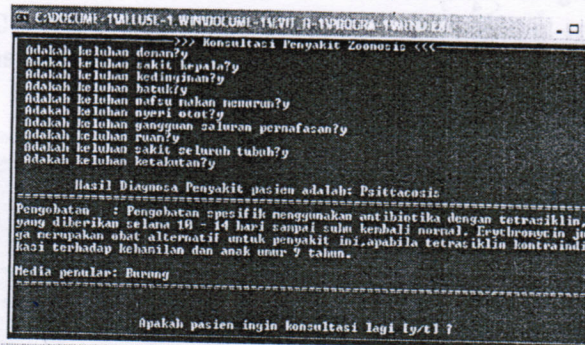 >>> Konsultasi Penyakit Zoonosis <<<
Adakah keluhan demam?y
Adakah keluhan sakit kepala?y
Adakah keluhan kedinginan?y
Adakah keluhan batuk?y
Adakah keluhan nafsu makan menurun?y
Adakah keluhan nyeri otot?y
Adakah keluhan gangguan saluran pernafasan?y
Adakah keluhan ruam?y
Adakah keluhan sakit seluruh tubuh?y
Adakah keluhan ketakutan?y
Hasil Diagnosa Penyakit pasien adalah: Psittacosis
Pengobatan : Pengobatan spesifik menggunakan antibiotika dengan tetrasiklin
yang diberikan selama 10 - 14 hari sampai suhu kembali normal. Erythromycin ju
ga merupakan obat alternatif untuk penyakit ini,apabila tetrasiklin kontraindi
kasi terhadap kehamilan dan anak umur 9 tahun.
Media penular: Burung
Apakah pasien ingin konsultasi lagi [y/t] ?